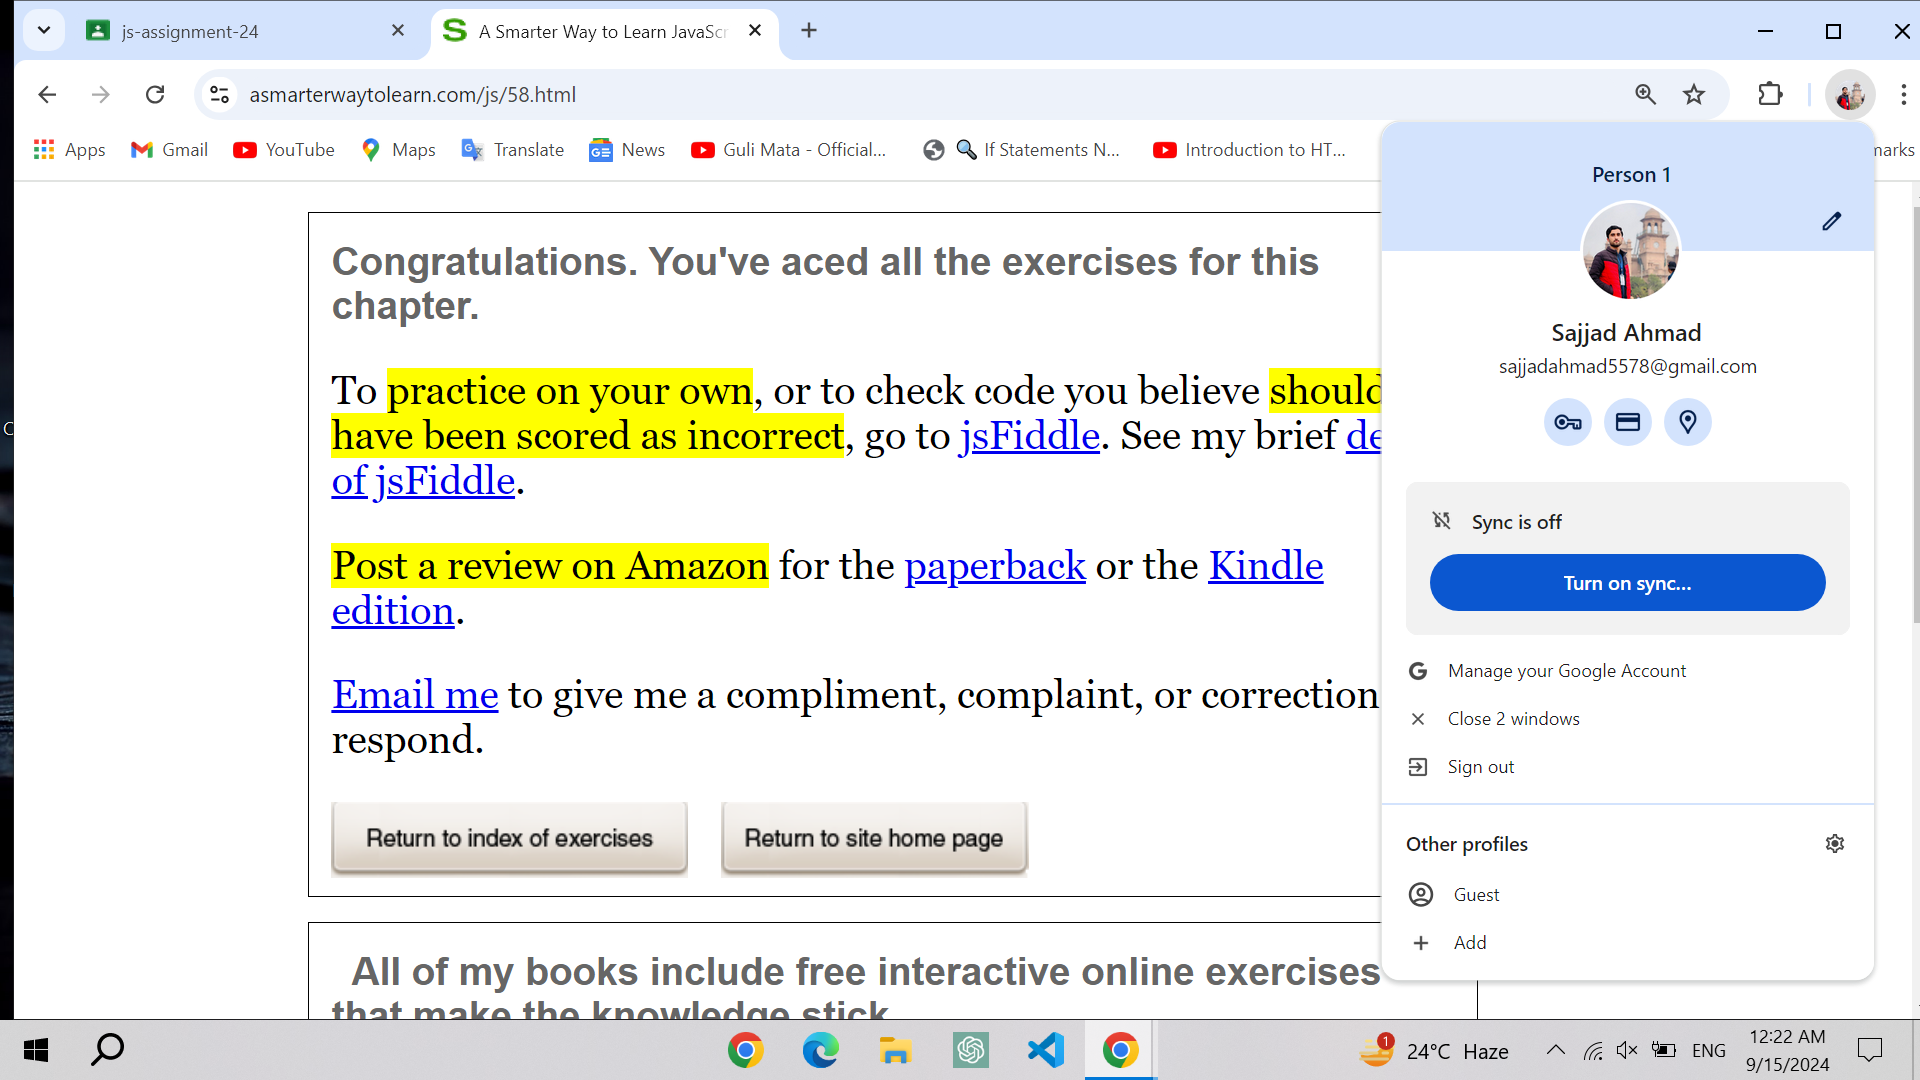 js-assignment-24
A Smarter Way to Learn JavaScr
asmarterwaytolearn.com/js/58.html
Apps
Gmail
YouTube
Maps
Translate
News
Guli Mata - Official...
If Statements N...
Introduction to HT...
marks
Congratulations. You've aced all the exercises for this
chapter.
To practice on your own, or to check code you believe should
have been scored as incorrect, go to jsFiddle. See my brief de
of jsFiddle.
Post a review on Amazon for the paperback or the Kindle
edition.
Email me to give me a compliment, complaint, or correction
respond.
Return to index of exercises
Return to site home page
All of my books include free interactive online exercises
that make the knowledge stick
Person 1
Sajjad Ahmad
sajjadahmad5578@gmail.com
Sync is off
Turn on sync...
Manage your Google Account
Close 2 windows
Sign out
Other profiles
Guest
Add
1
24°C Haze
ENG
12:22 AM
9/15/2024